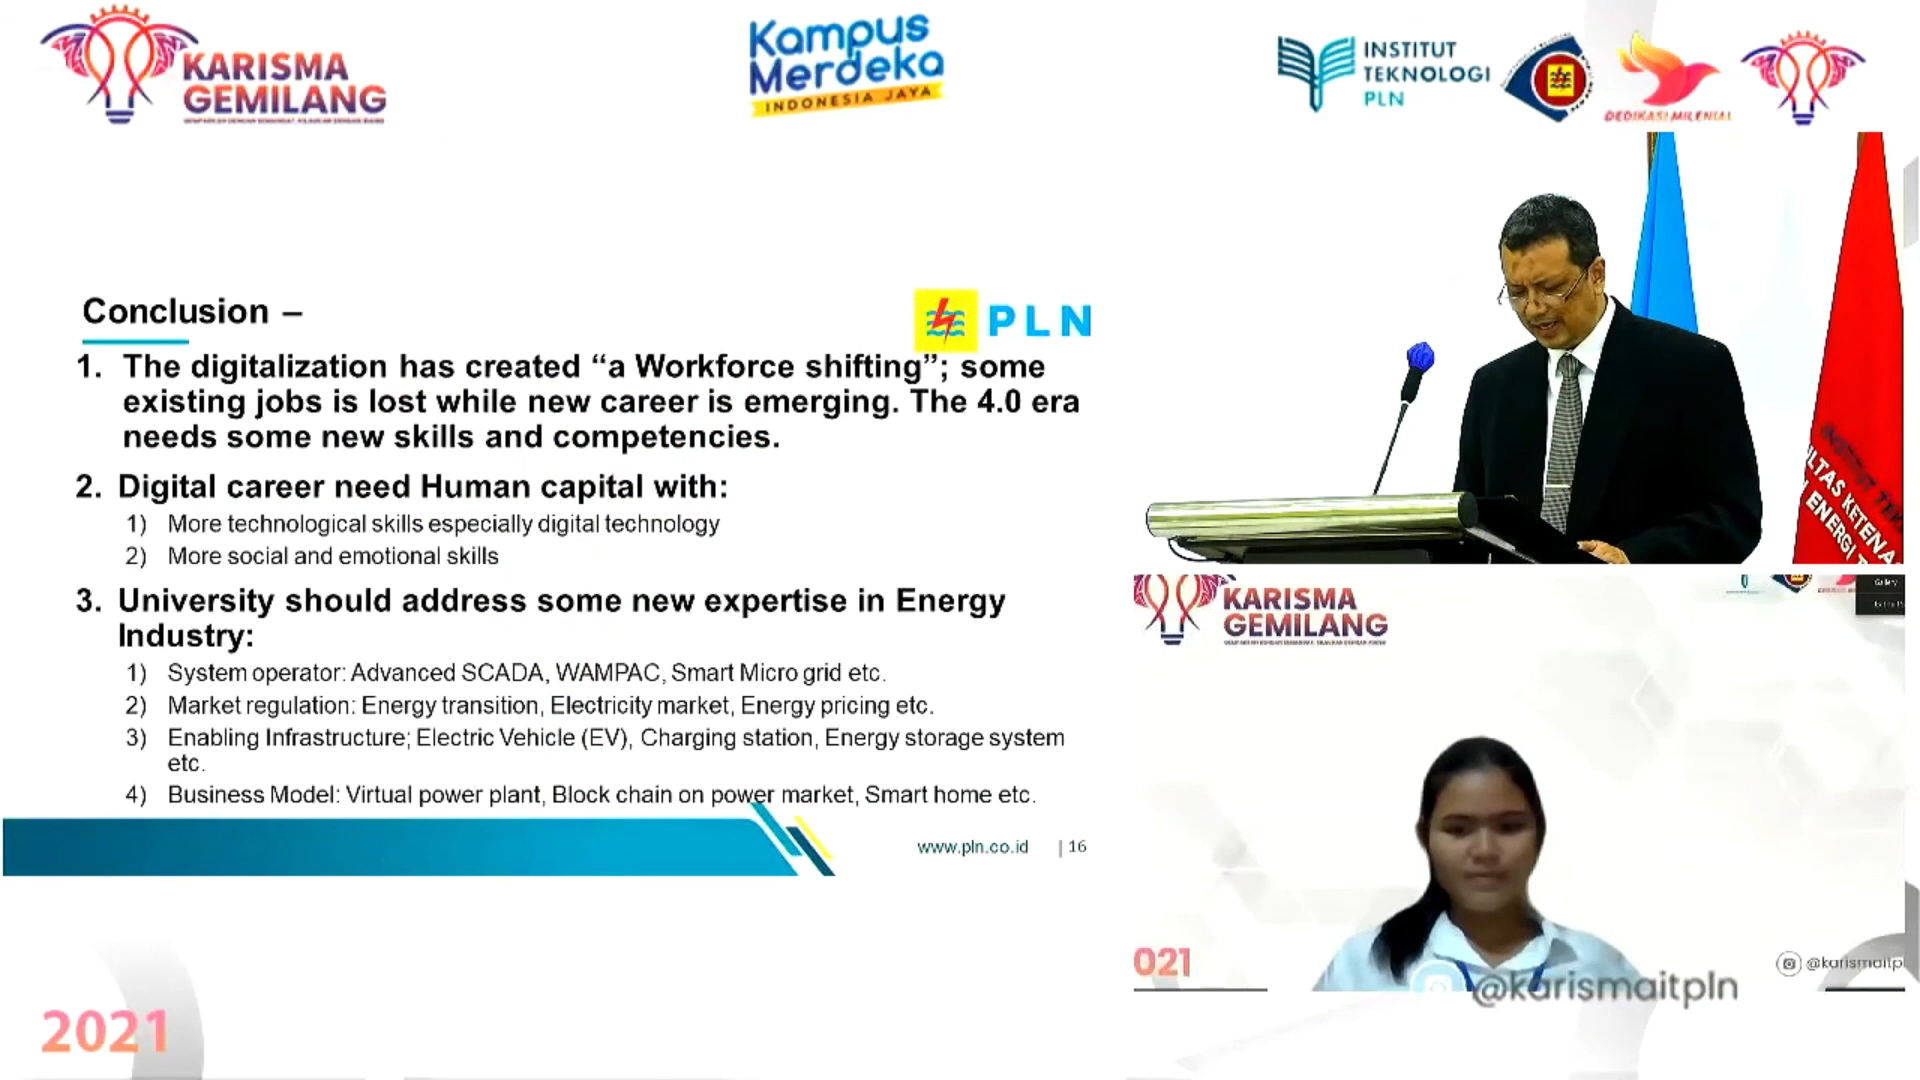 KARISMA
GEMILANG
Kampus
Merdeka
INDONESIA JAYA
INSTITUT
TEKNOLOGI
PLN
DEDIKASI MILENIAL
Conclusion –
PLN
1. The digitalization has created “a Workforce shifting”; some
existing jobs is lost while new career is emerging. The 4.0 era
needs some new skills and competencies.
2. Digital career need Human capital with:
1) More technological skills especially digital technology
2) More social and emotional skills
3. University should address some new expertise in Energy
Industry:
1) System operator: Advanced SCADA, WAMPAC, Smart Micro grid etc.
2) Market regulation: Energy transition, Electricity market, Energy pricing etc.
3) Enabling Infrastructure; Electric Vehicle (EV), Charging station, Energy storage system
etc.
4) Business Model: Virtual power plant, Block chain on power market, Smart home etc.
www.pln.co.id | 16
LTAS KETENA
ENERGI T
KARISMA
GEMILANG
021
@karismaitp
@karismaitpln
2021